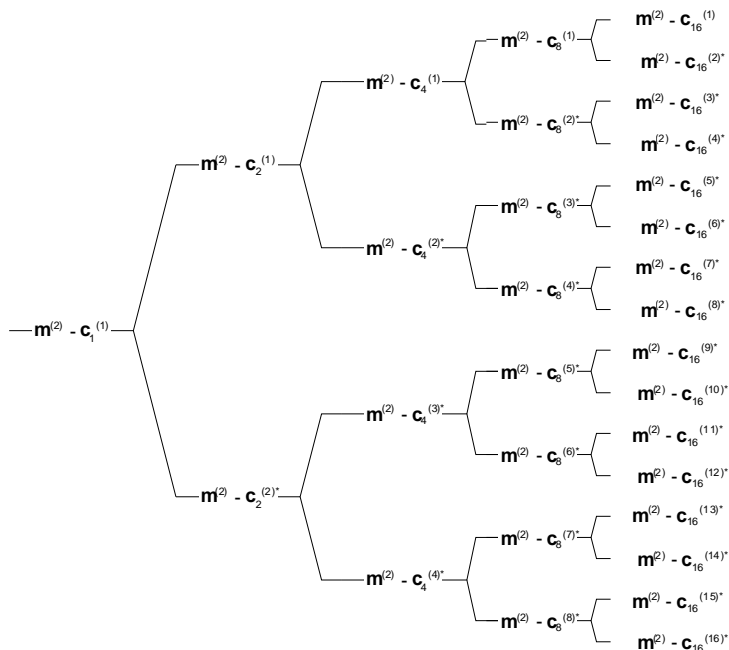 m⁽²⁾ - c₁₆⁽¹⁾
m⁽²⁾ - c₈⁽¹⁾
m⁽²⁾ - c₁₆⁽²⁾*
m⁽²⁾ - c₄⁽¹⁾
m⁽²⁾ - c₁₆⁽³⁾*
m⁽²⁾ - c₈⁽²⁾*
m⁽²⁾ - c₁₆⁽⁴⁾*
m⁽²⁾ - c₂⁽¹⁾
m⁽²⁾ - c₁₆⁽⁵⁾*
m⁽²⁾ - c₈⁽³⁾*
m⁽²⁾ - c₁₆⁽⁶⁾*
m⁽²⁾ - c₄⁽²⁾*
m⁽²⁾ - c₁₆⁽⁷⁾*
m⁽²⁾ - c₈⁽⁴⁾*
m⁽²⁾ - c₁₆⁽⁸⁾*
m⁽²⁾ - c₁⁽¹⁾
m⁽²⁾ - c₁₆⁽⁹⁾*
m⁽²⁾ - c₈⁽⁵⁾*
m⁽²⁾ - c₁₆⁽¹⁰⁾*
m⁽²⁾ - c₄⁽³⁾*
m⁽²⁾ - c₁₆⁽¹¹⁾*
m⁽²⁾ - c₈⁽⁶⁾*
m⁽²⁾ - c₁₆⁽¹²⁾*
m⁽²⁾ - c₂⁽²⁾*
m⁽²⁾ - c₁₆⁽¹³⁾*
m⁽²⁾ - c₈⁽⁷⁾*
m⁽²⁾ - c₁₆⁽¹⁴⁾*
m⁽²⁾ - c₄⁽⁴⁾*
m⁽²⁾ - c₁₆⁽¹⁵⁾*
m⁽²⁾ - c₈⁽⁸⁾*
m⁽²⁾ - c₁₆⁽¹⁶⁾*